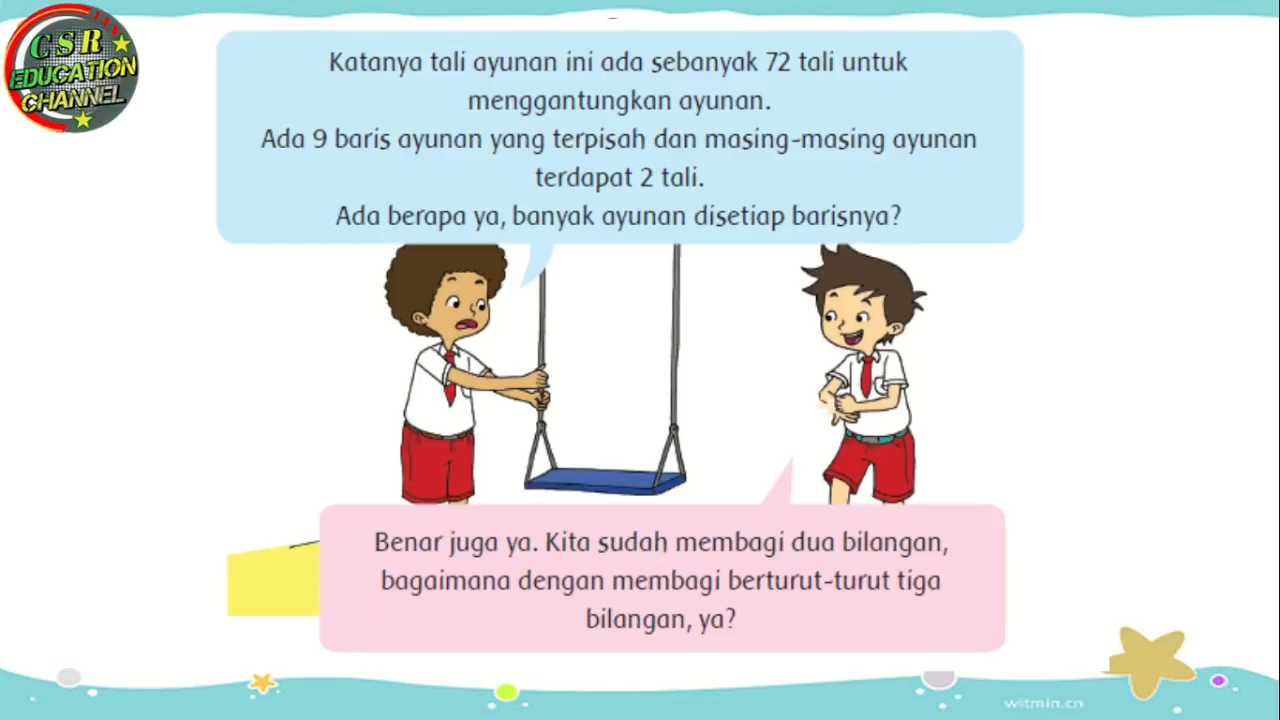 CSR
EDUCATION
CHANNEL
Katanya tali ayunan ini ada sebanyak 72 tali untuk
menggantungkan ayunan.
Ada 9 baris ayunan yang terpisah dan masing-masing ayunan
terdapat 2 tali.
Ada berapa ya, banyak ayunan disetiap barisnya?
Benar juga ya. Kita sudah membagi dua bilangan,
bagaimana dengan membagi berturut-turut tiga
bilangan, ya?
witmin.cn